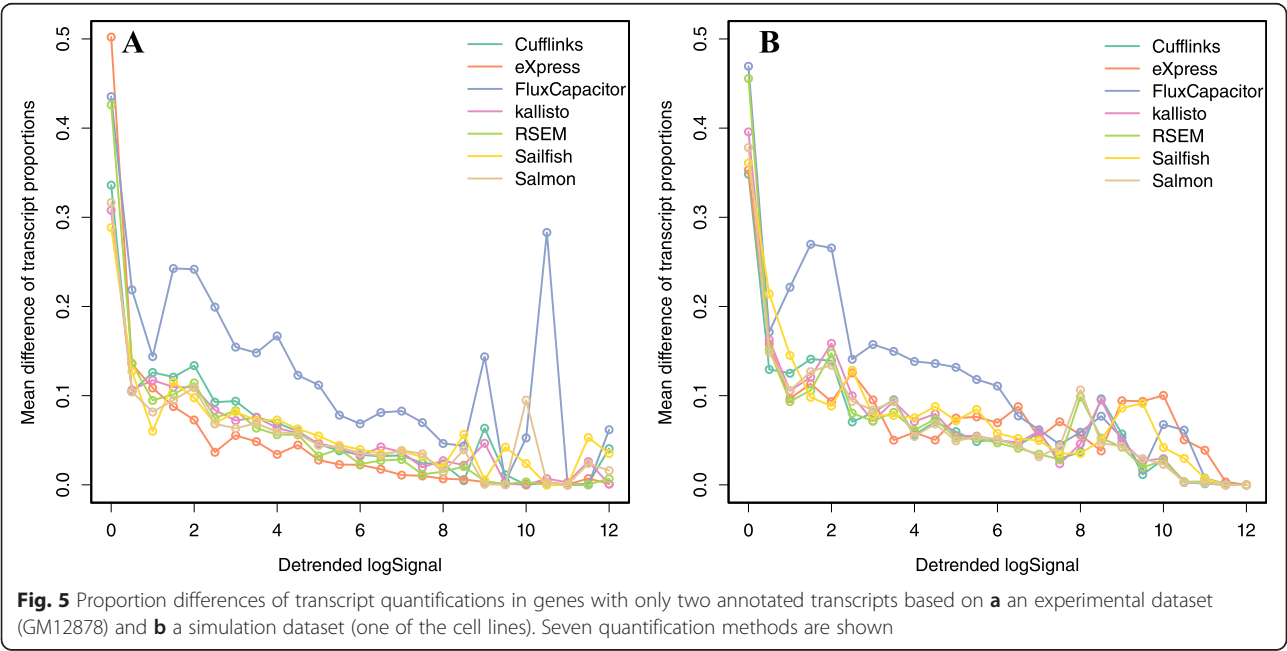 A
Mean difference of transcript proportions
0.5
0.4
0.3
0.2
0.1
0.0
0 2 4 6 8 10 12
Detrended logSignal
Cufflinks
eXpress
FluxCapacitor
kallisto
RSEM
Sailfish
Salmon
B
Mean difference of transcript proportions
0.5
0.4
0.3
0.2
0.1
0.0
0 2 4 6 8 10 12
Detrended logSignal
Cufflinks
eXpress
FluxCapacitor
kallisto
RSEM
Sailfish
Salmon
Fig. 5 Proportion differences of transcript quantifications in genes with only two annotated transcripts based on a an experimental dataset
(GM12878) and b a simulation dataset (one of the cell lines). Seven quantification methods are shown